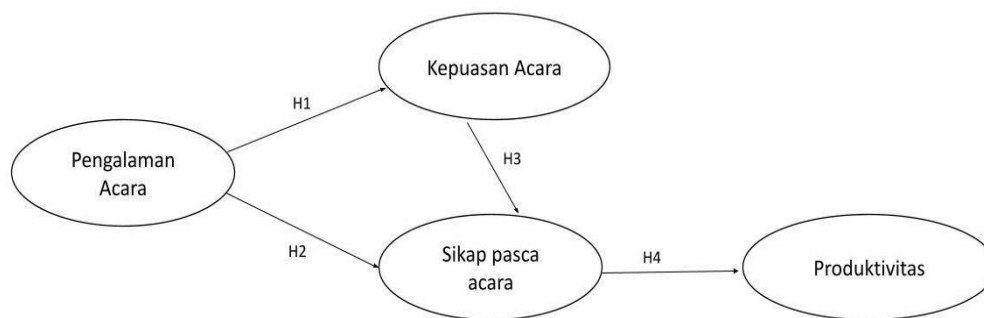 Kepuasan Acara
H1
Pengalaman
Acara
H3
H2
Sikap pasca
acara
H4
Produktivitas